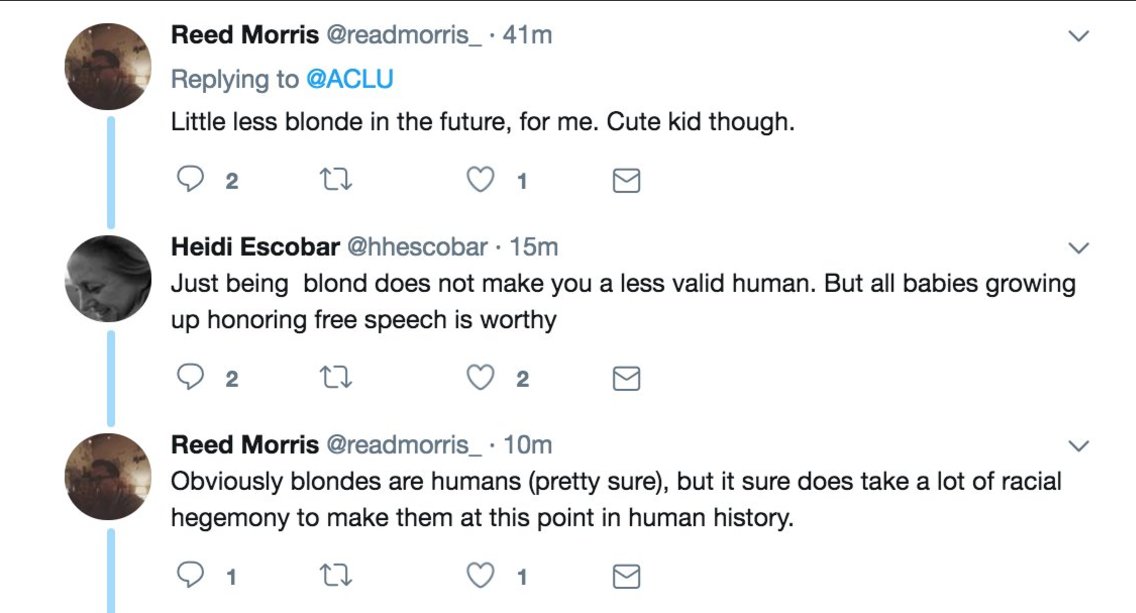 Reed Morris @readmorris_ · 41m
Replying to @ACLU
Little less blonde in the future, for me. Cute kid though.
2 1
Heidi Escobar @hhescobar · 15m
Just being  blond does not make you a less valid human. But all babies growing
up honoring free speech is worthy
2 2
Reed Morris @readmorris_ · 10m
Obviously blondes are humans (pretty sure), but it sure does take a lot of racial
hegemony to make them at this point in human history.
1 1